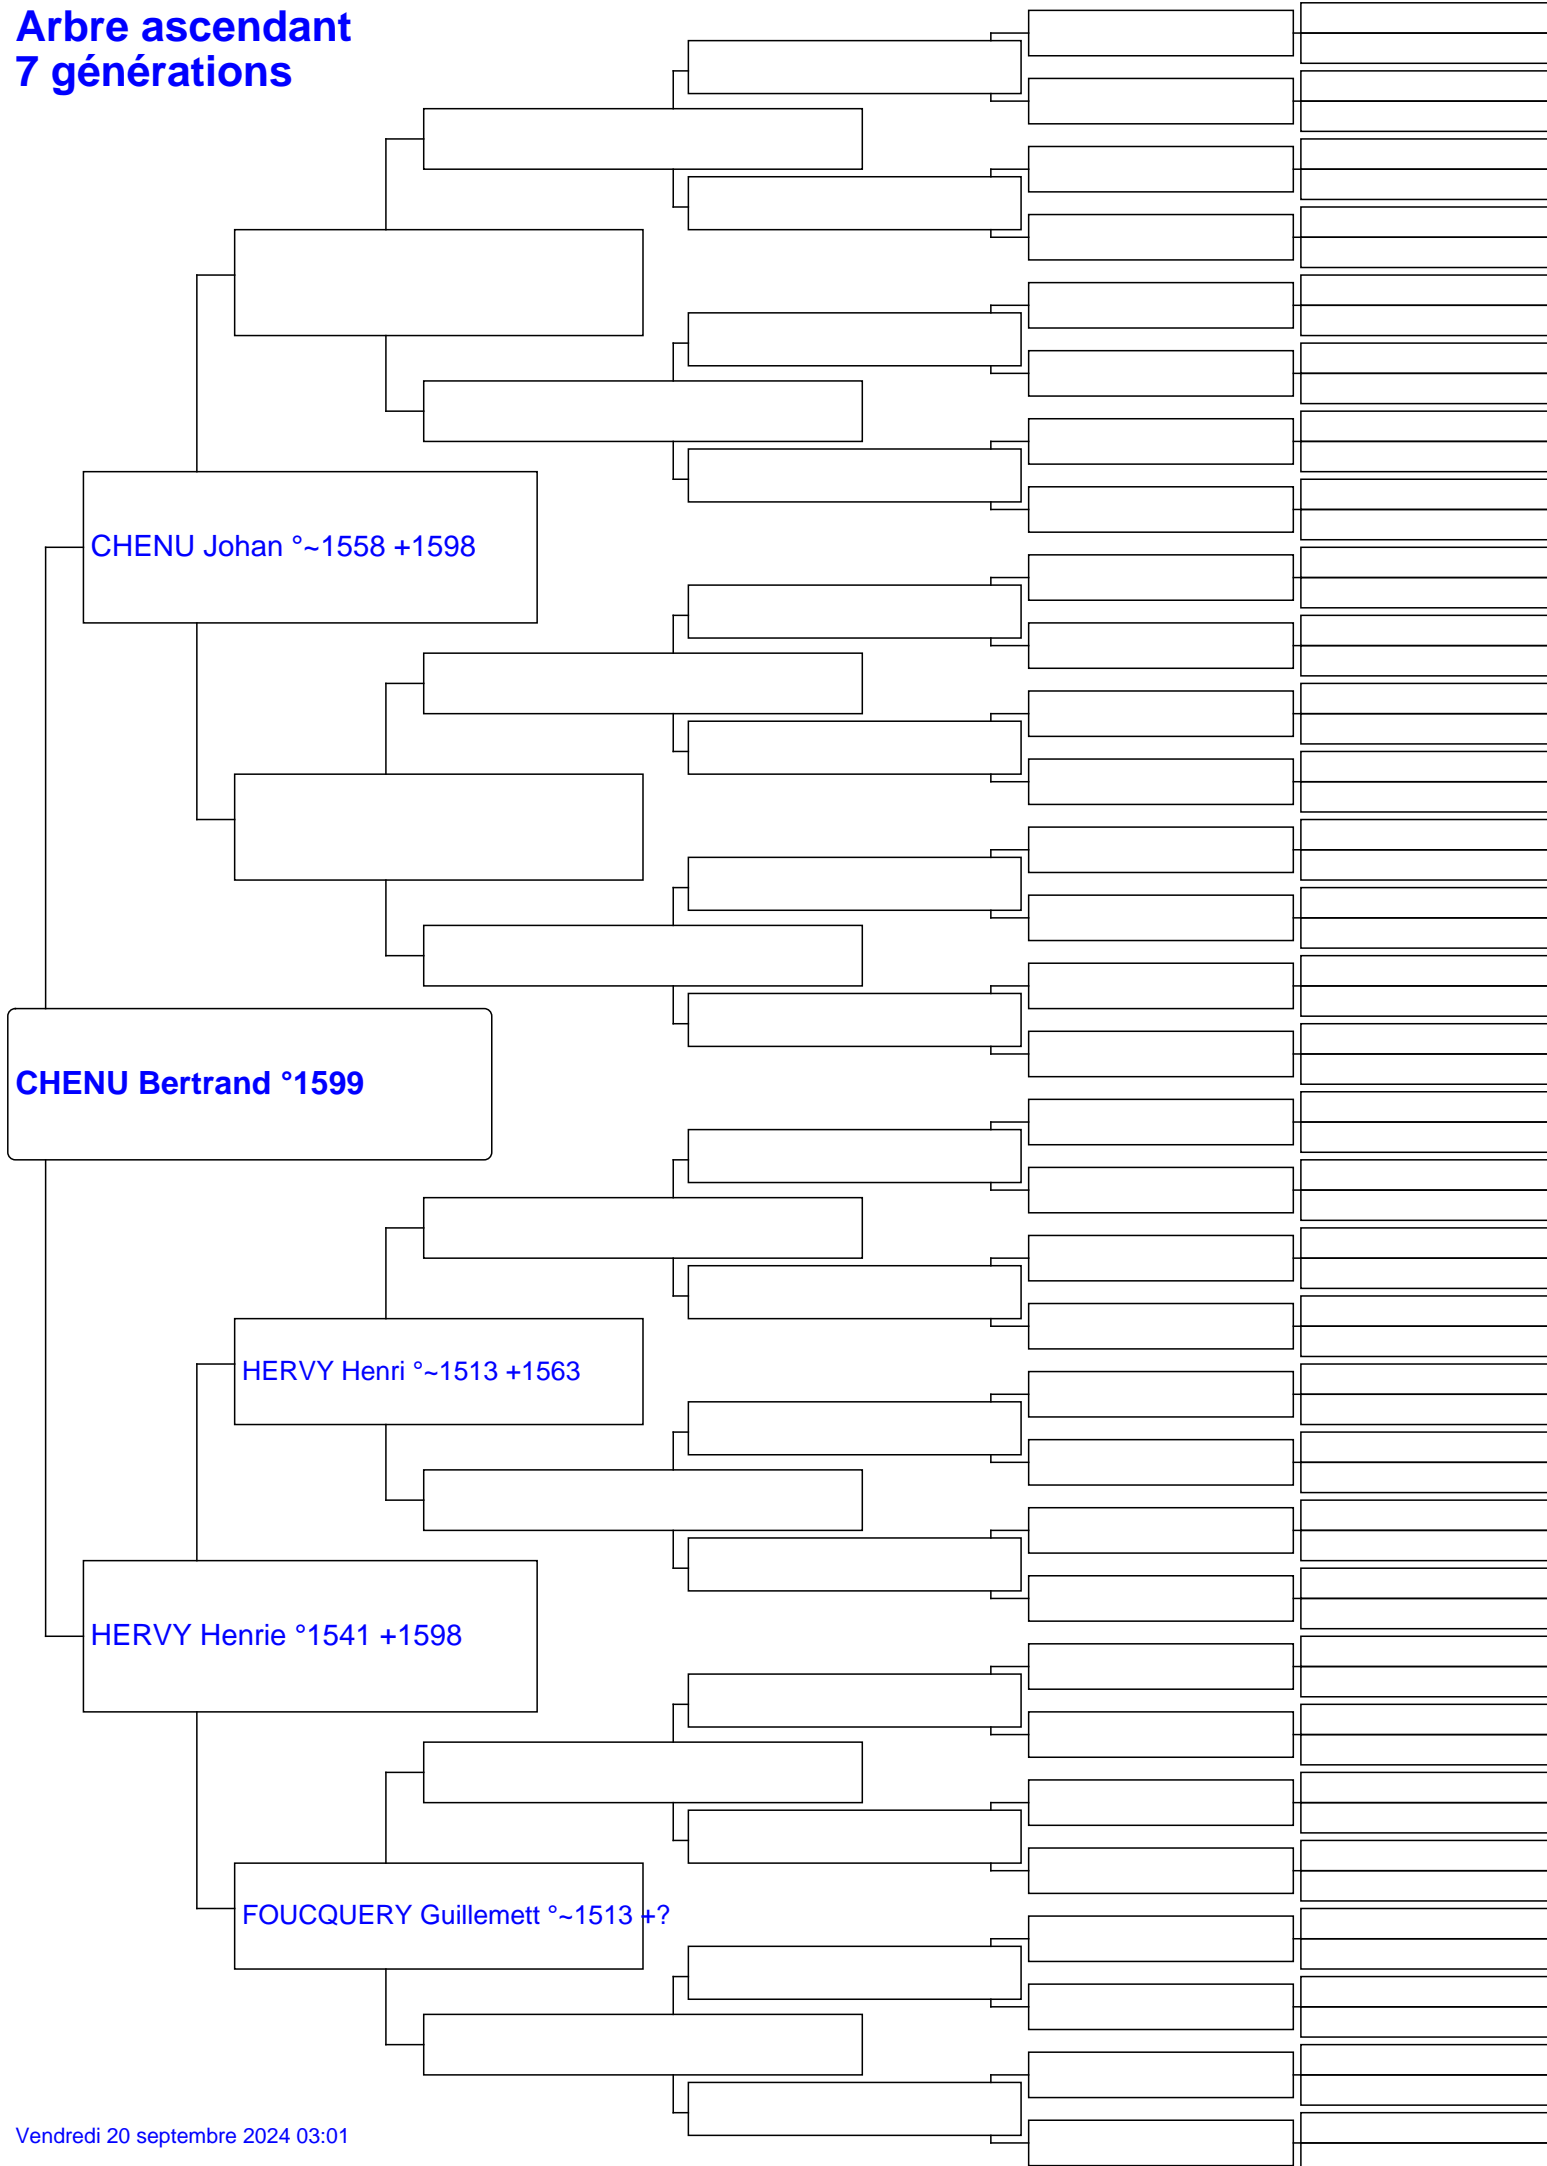 Arbre ascendant
7 générations
CHENU Johan °~1558 +1598
CHENU Bertrand °1599
HERVY Henri °~1513 +1563
HERVY Henrie °1541 +1598
FOUCQUERY Guillemett °~1513 +?
Vendredi 20 septembre 2024 03:01